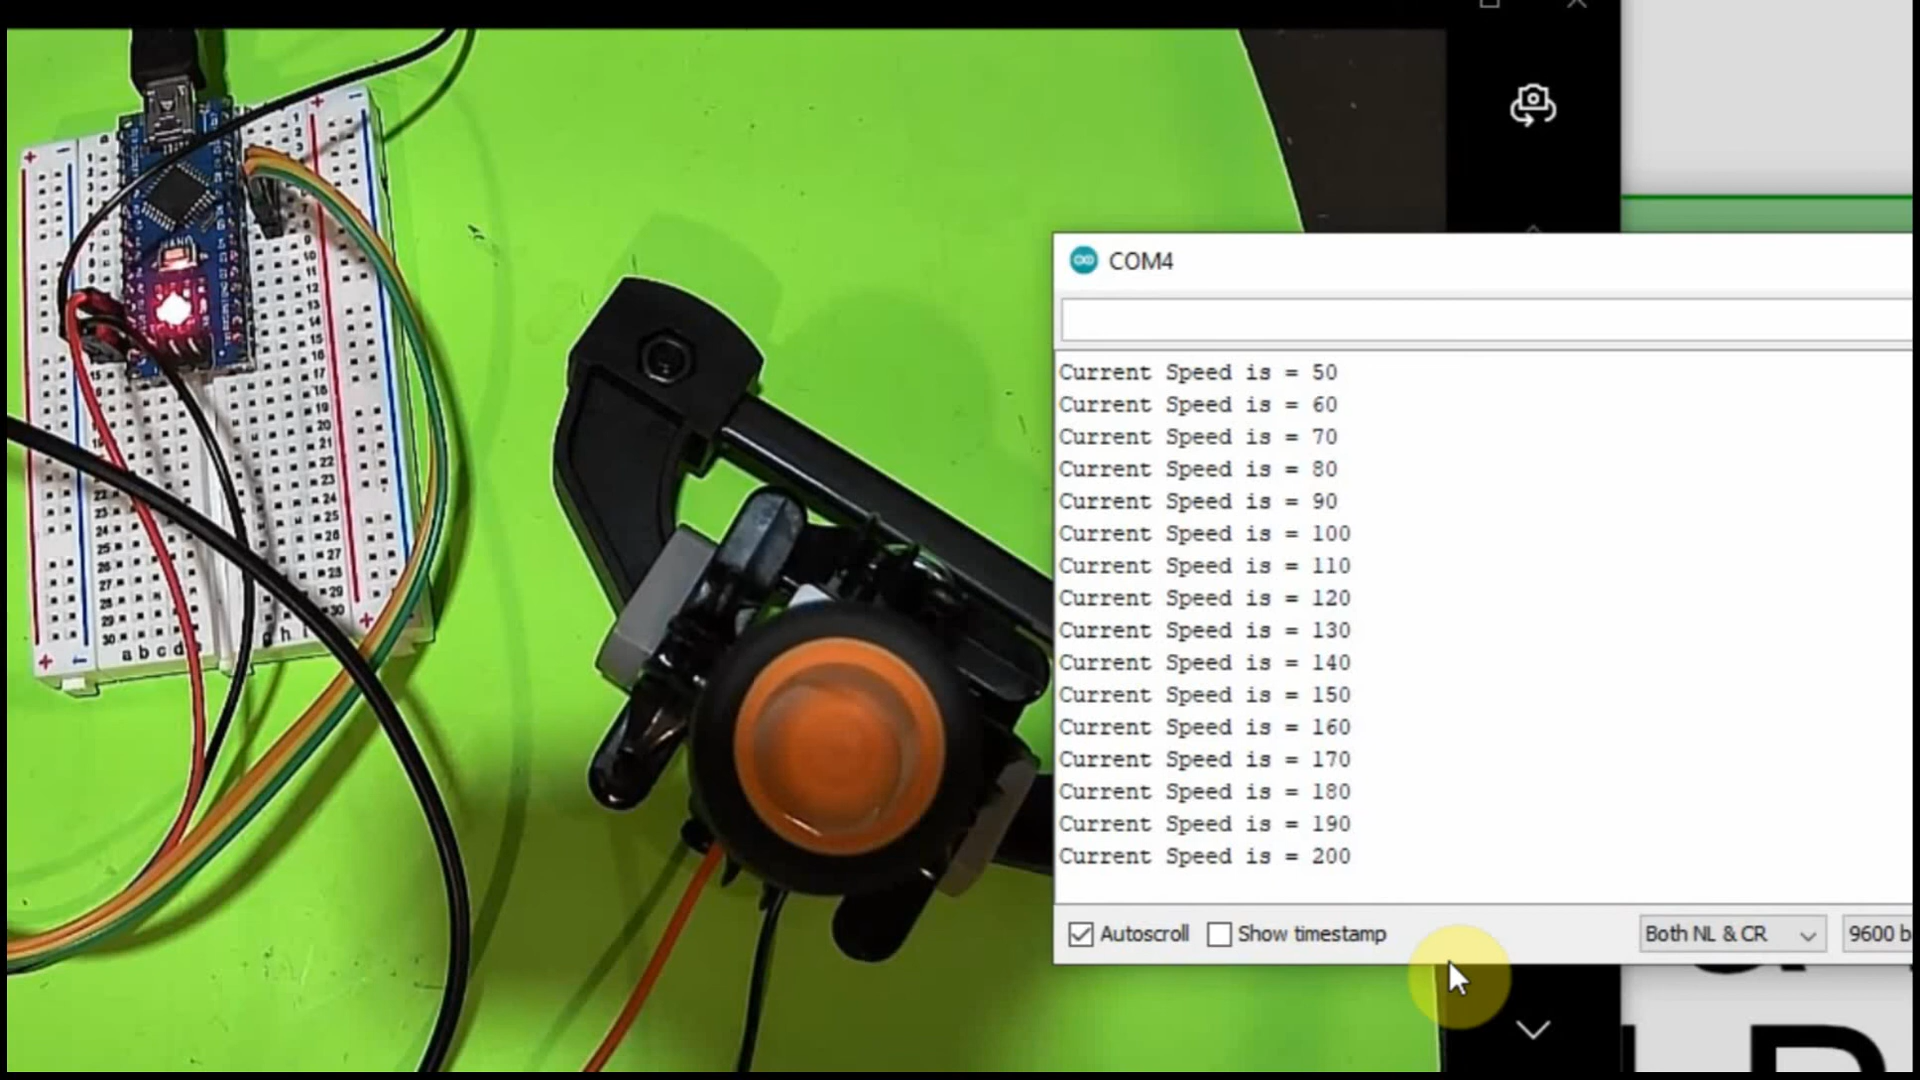 COM4
Current Speed is = 50
Current Speed is = 60
Current Speed is = 70
Current Speed is = 80
Current Speed is = 90
Current Speed is = 100
Current Speed is = 110
Current Speed is = 120
Current Speed is = 130
Current Speed is = 140
Current Speed is = 150
Current Speed is = 160
Current Speed is = 170
Current Speed is = 180
Current Speed is = 190
Current Speed is = 200
Autoscroll Show timestamp Both NL & CR 9600 b